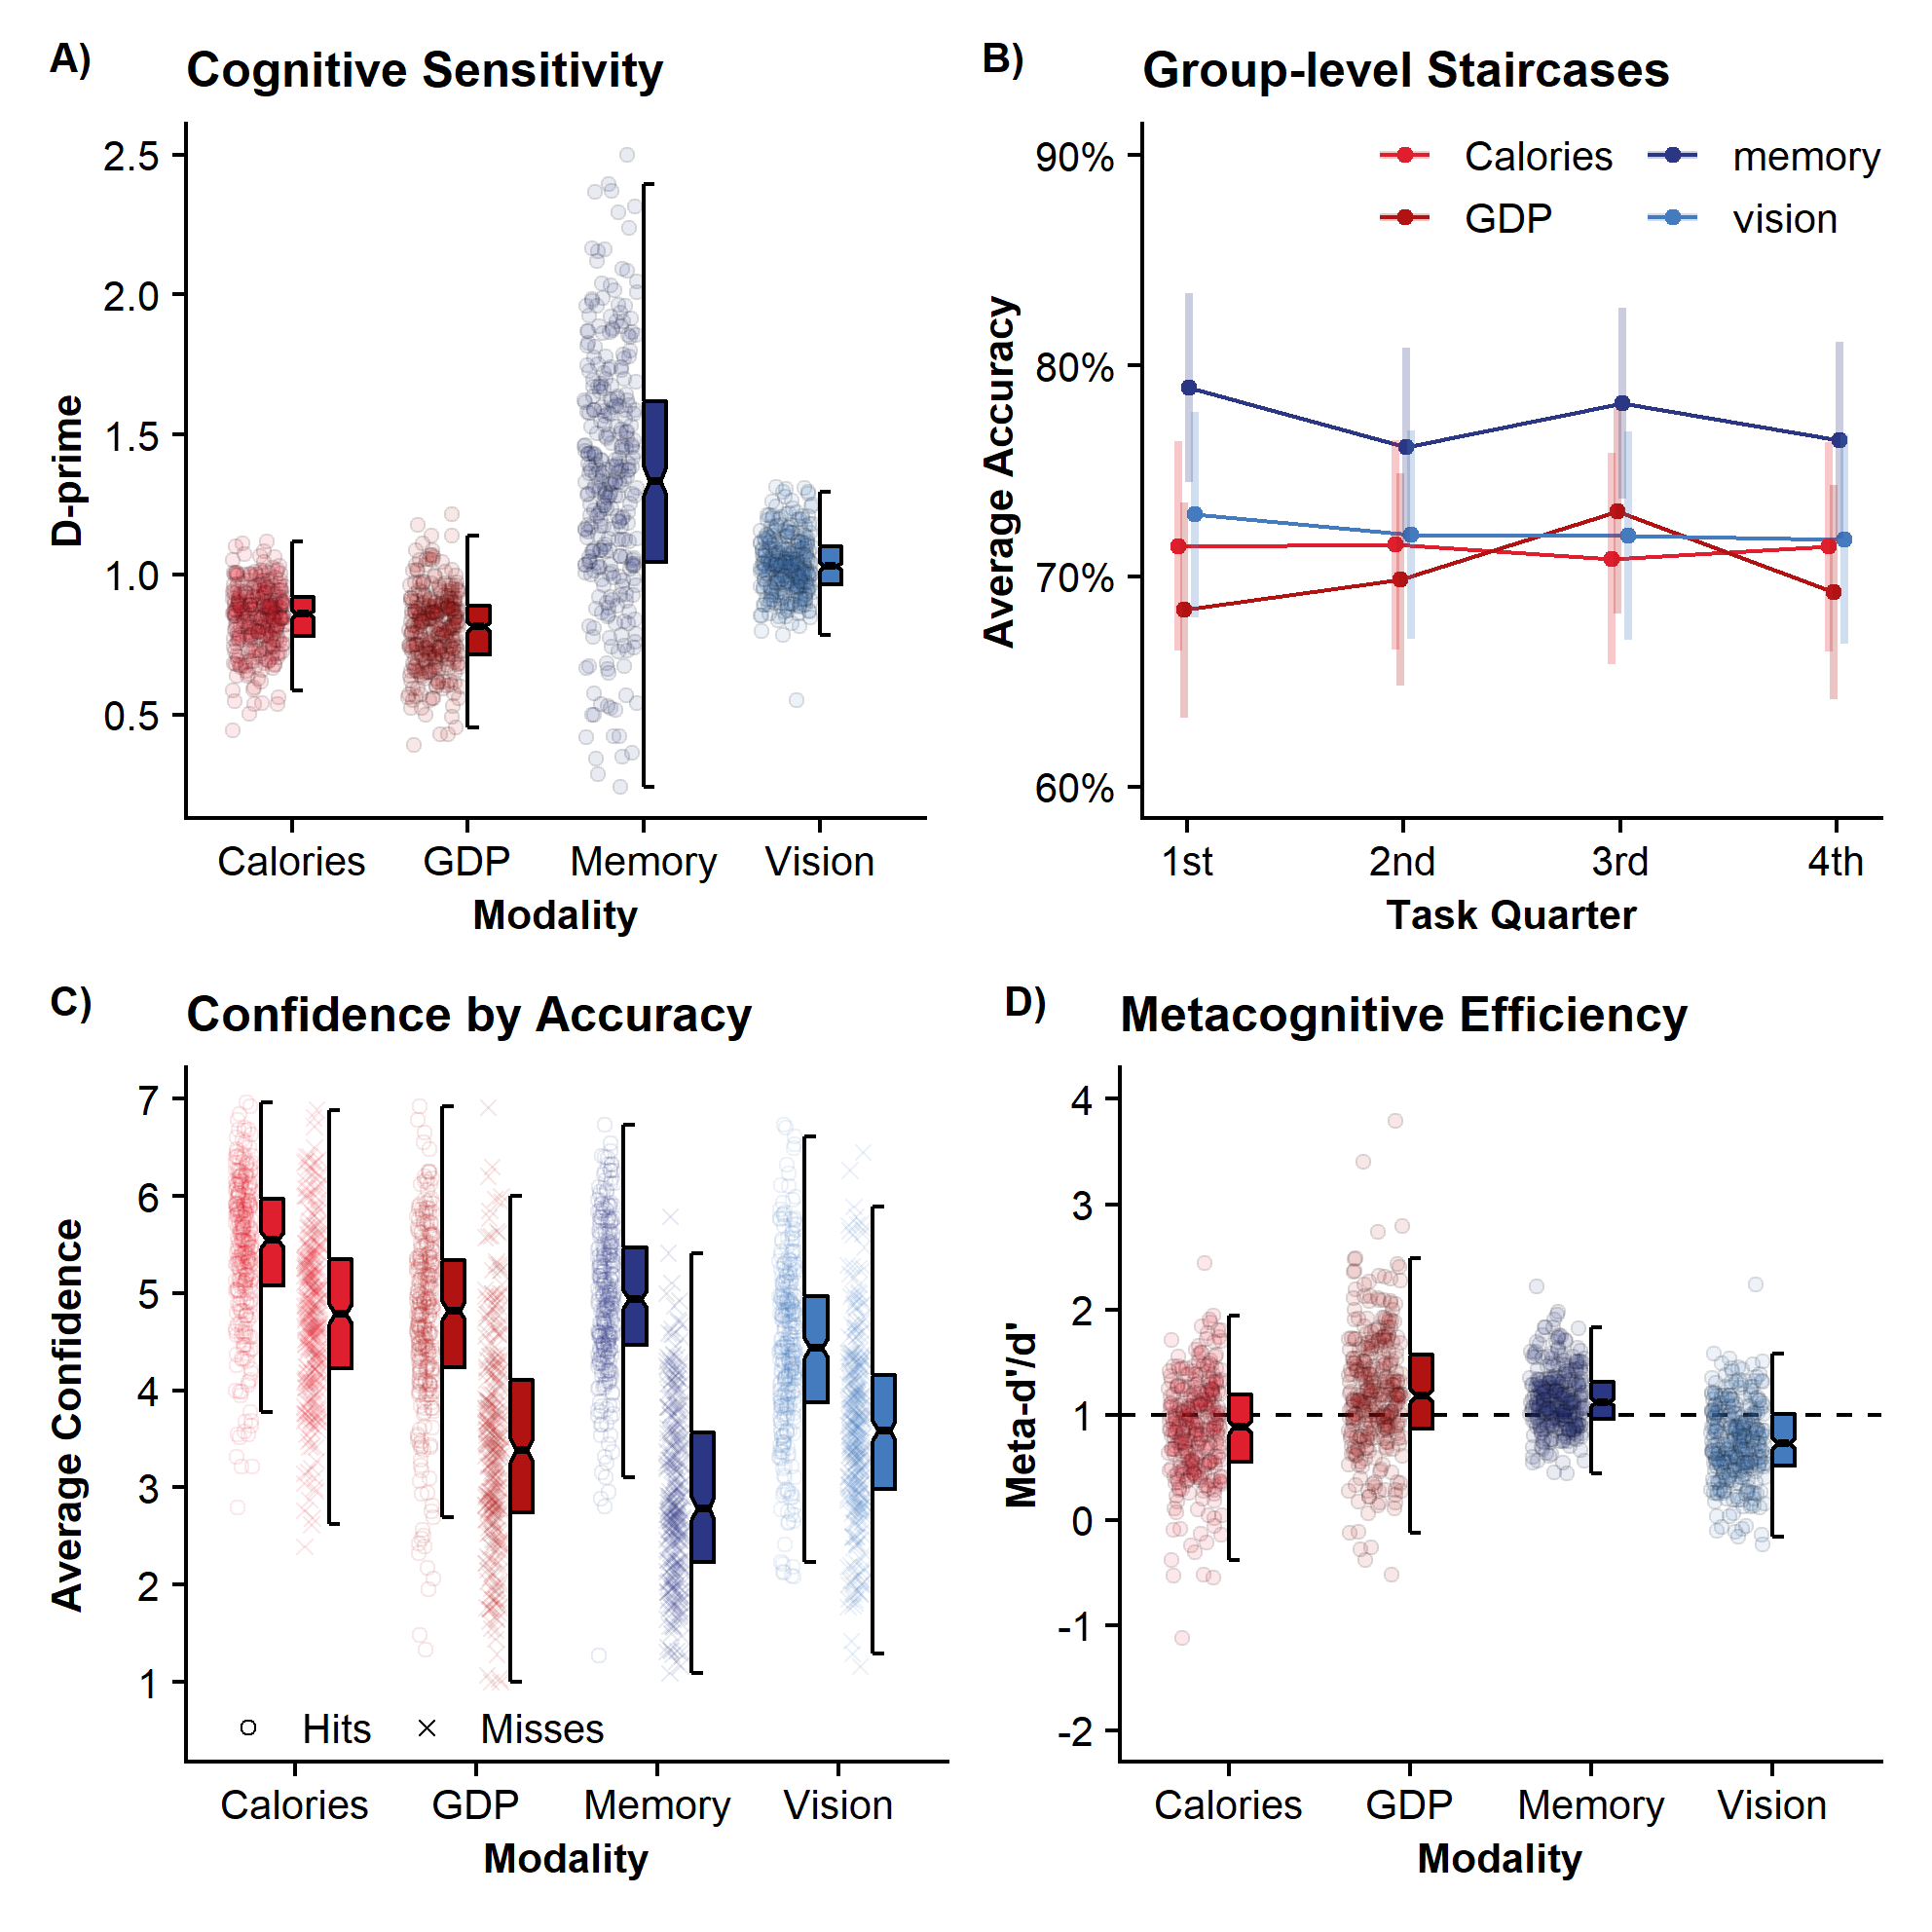 A)
Cognitive Sensitivity
D-prime
2.5
2.0
1.5
1.0
0.5
Calories GDP Memory Vision
Modality
B)
Group-level Staircases
Calories memory
GDP vision
Average Accuracy
90%
80%
70%
60%
1st 2nd 3rd 4th
Task Quarter
C)
Confidence by Accuracy
Average Confidence
7
6
5
4
3
2
1
Hits Misses
Calories GDP Memory Vision
Modality
D)
Metacognitive Efficiency
Meta-d'/d'
4
3
2
1
0
-1
-2
Calories GDP Memory Vision
Modality